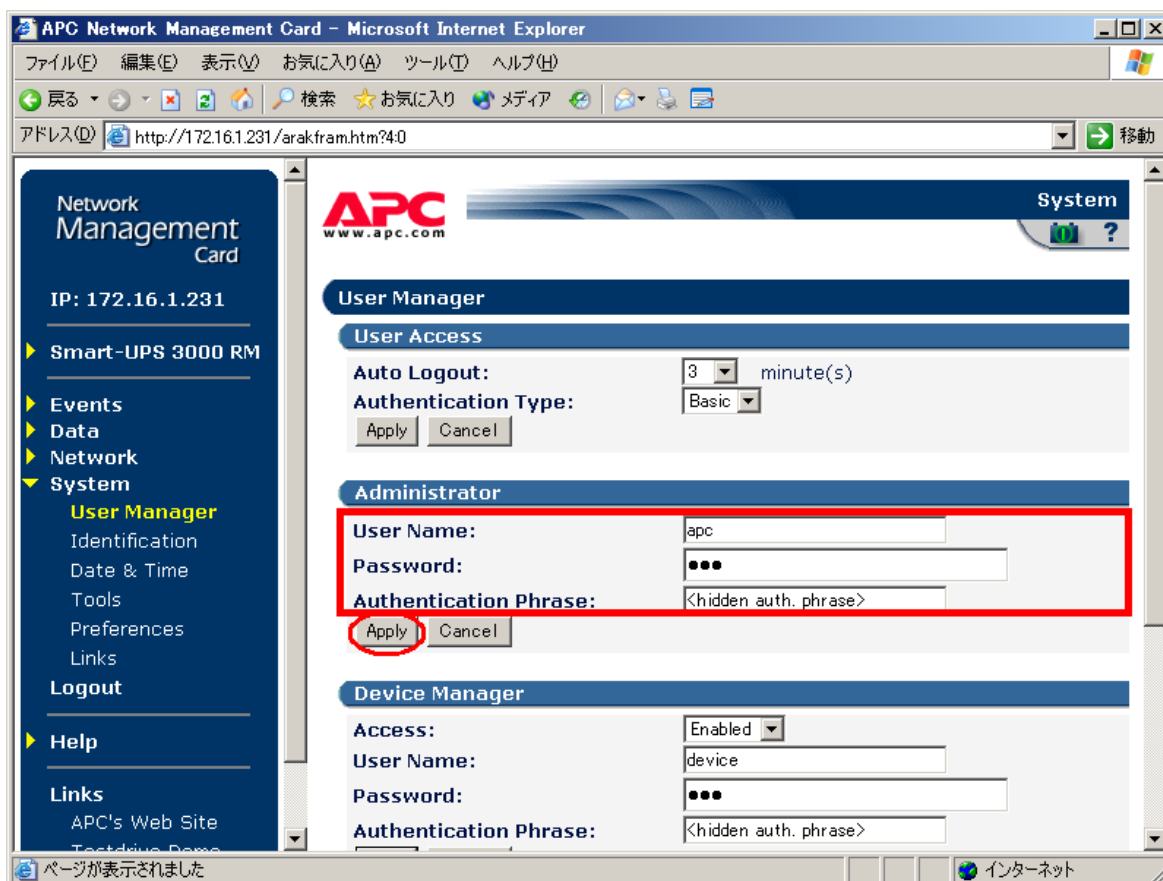 APC Network Management Card - Microsoft Internet Explorer
ファイル(F) 編集(E) 表示(V) お気に入り(A) ツール(T) ヘルプ(H)
戻る 検索 お気に入り メディア
アドレス(D) http://172.16.1.231/arakfram.htm?4:0 移動
Network
Management
Card
IP: 172.16.1.231
Smart-UPS 3000 RM
Events
Data
Network
System
User Manager
Identification
Date & Time
Tools
Preferences
Links
Logout
Help
Links
APC's Web Site
Testdrive Demo
APC
www.apc.com
System
?
User Manager
User Access
Auto Logout: 3 minute(s)
Authentication Type: Basic
Apply Cancel
Administrator
User Name: apc
Password: ●●●
Authentication Phrase: <hidden auth. phrase>
Apply Cancel
Device Manager
Access: Enabled
User Name: device
Password: ●●●
Authentication Phrase: <hidden auth. phrase>
ページが表示されました インターネット